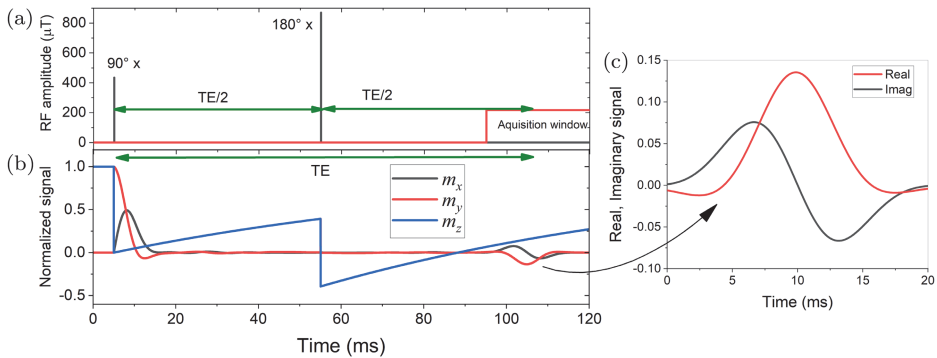 (a)
RF amplitude (μT)
800
600
400
200
0
90° x
180° x
TE/2
TE/2
Aquisition window
(b)
Normalized signal
1.0
0.5
0.0
-0.5
TE
mx
my
mz
0
20
40
60
80
100
120
Time (ms)
(c)
Real, Imaginary signal
0.15
0.10
0.05
0.00
-0.05
-0.10
Real
Imag
0
5
10
15
20
Time (ms)